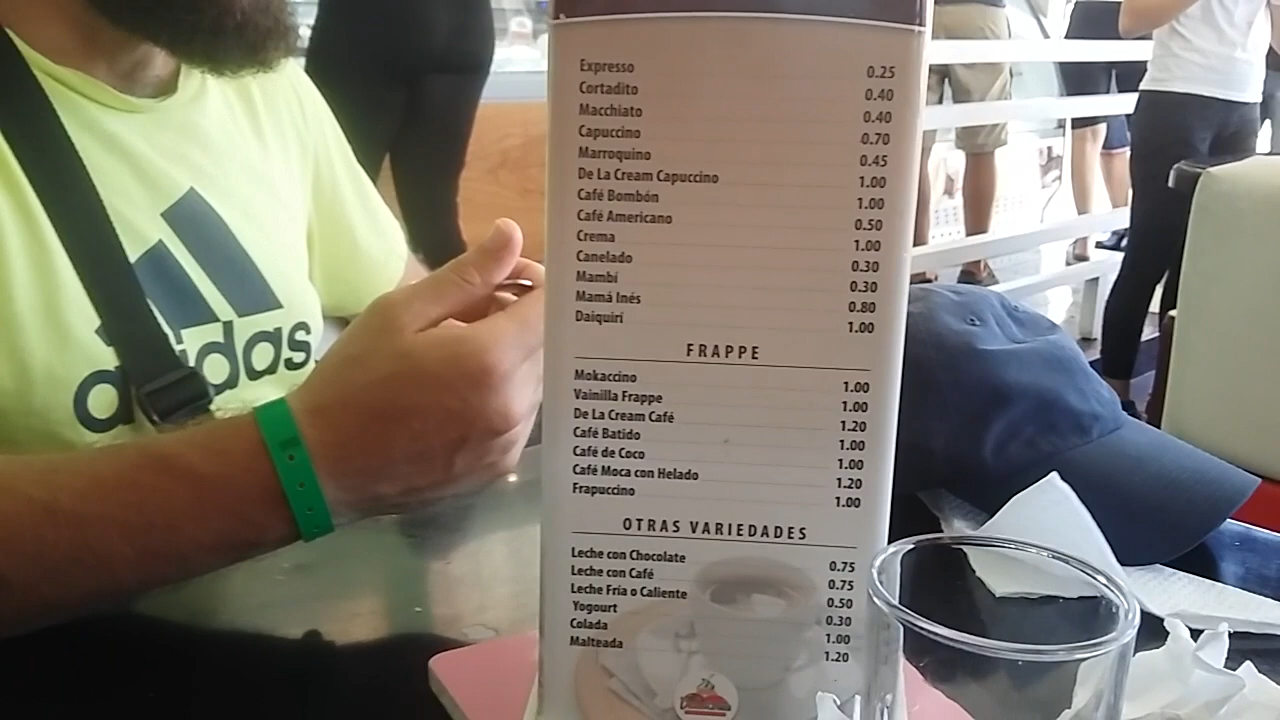 Expresso 0.25
Cortadito 0.40
Macchiato 0.40
Capuccino 0.70
Marroquino 0.45
De La Cream Capuccino 1.00
Café Bombón 1.00
Café Americano 0.50
Crema 1.00
Canelado 0.30
Mambí 0.30
Mamá Inés 0.80
Daiquirí 1.00
FRAPPE
Mokaccino 1.00
Vainilla Frappe 1.00
De La Cream Café 1.20
Café Batido 1.00
Café de Coco 1.00
Café Moca con Helado 1.20
Frapuccino 1.00
OTRAS VARIEDADES
Leche con Chocolate 0.75
Leche con Café 0.75
Leche Fría o Caliente 0.50
Yogourt 0.30
Colada 1.00
Malteada 1.20
adidas